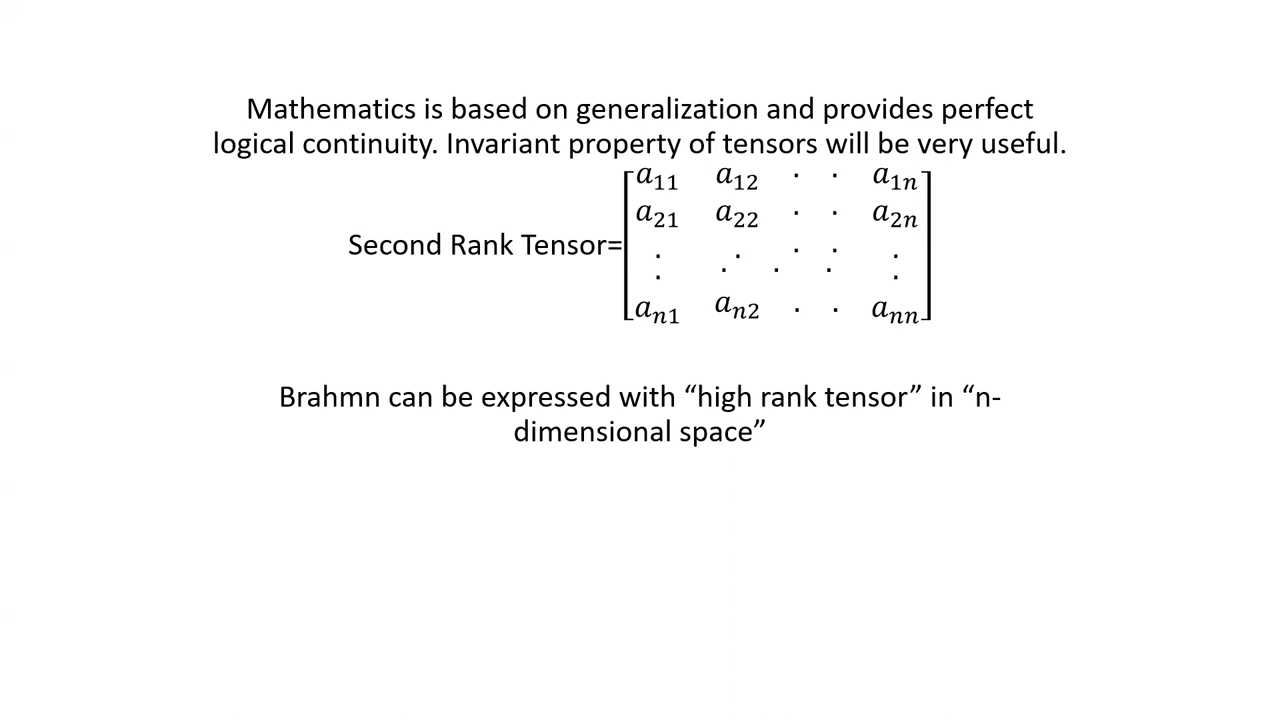 Mathematics is based on generalization and provides perfect
logical continuity. Invariant property of tensors will be very useful.
a11 a12 · · a1n
a21 a22 · · a2n
Second Rank Tensor=
an1 an2 · · ann
Brahmn can be expressed with “high rank tensor” in “n-
dimensional space”